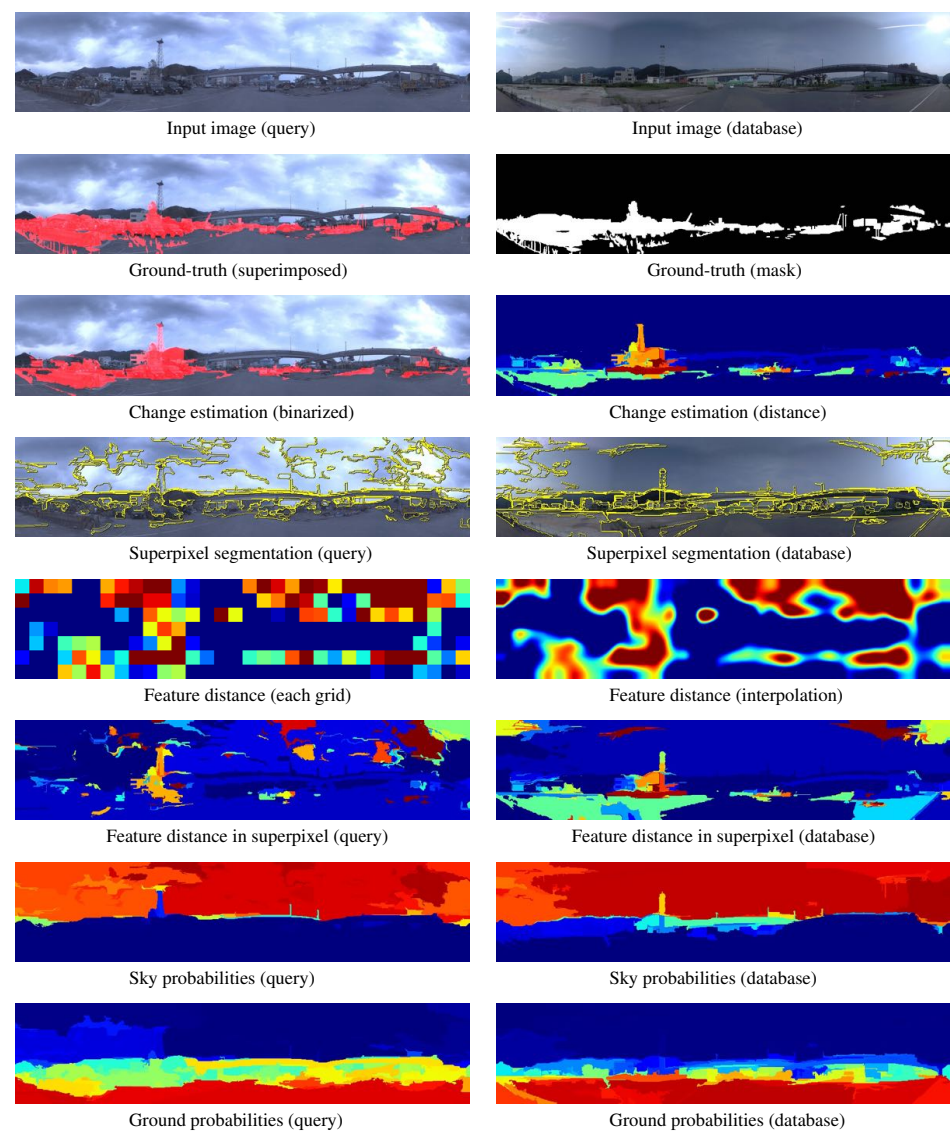 Input image (query)
Input image (database)
Ground-truth (superimposed)
Ground-truth (mask)
Change estimation (binarized)
Change estimation (distance)
Superpixel segmentation (query)
Superpixel segmentation (database)
Feature distance (each grid)
Feature distance (interpolation)
Feature distance in superpixel (query)
Feature distance in superpixel (database)
Sky probabilities (query)
Sky probabilities (database)
Ground probabilities (query)
Ground probabilities (database)